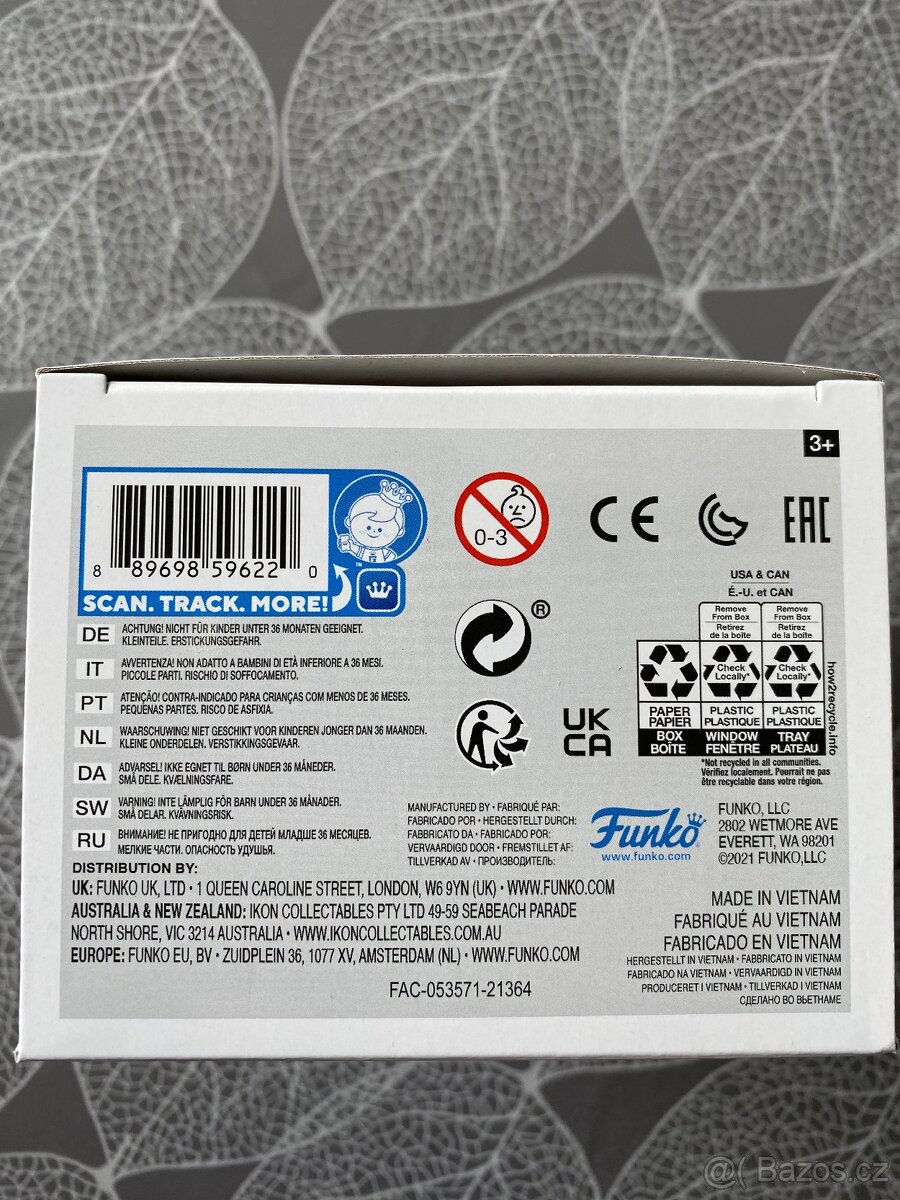 3+
8 89698 59622 0
SCAN. TRACK. MORE!
™
0-3
CE
EAC
®
UK
CA
USA & CAN
É.-U. et CAN
Remove
From Box
Retirez
de la boîte
Remove
From Box
Retirez
de la boîte
Check
Locally*
Check
Locally*
PAPER
PAPIER
PLASTIC
PLASTIQUE
PLASTIC
PLASTIQUE
BOX
BOÎTE
WINDOW
FENÊTRE
TRAY
PLATEAU
how2recycle.info
*Not recycled in all communities.
Vérifiez localement. Pourrait ne pas
être recyclable dans votre région.
DE ACHTUNG! NICHT FÜR KINDER UNTER 36 MONATEN GEEIGNET.
KLEINTEILE. ERSTICKUNGSGEFAHR.
IT AVVERTENZA! NON ADATTO A BAMBINI DI ETÀ INFERIORE A 36 MESI.
PICCOLE PARTI. RISCHIO DI SOFFOCAMENTO.
PT ATENÇÃO! CONTRA-INDICADO PARA CRIANÇAS COM MENOS DE 36 MESES.
PEQUENAS PARTES. RISCO DE ASFIXIA.
NL WAARSCHUWING! NIET GESCHIKT VOOR KINDEREN JONGER DAN 36 MAANDEN.
KLEINE ONDERDELEN. VERSTIKKINGSGEVAAR.
DA ADVARSEL! IKKE EGNET TIL BØRN UNDER 36 MÅNEDER.
SMÅ DELE. KVÆLNINGSFARE.
SW VARNING! INTE LÄMPLIG FÖR BARN UNDER 36 MÅNADER.
SMÅ DELAR. KVÄVNINGSRISK.
RU ВНИМАНИЕ! НЕ ПРИГОДНО ДЛЯ ДЕТЕЙ МЛАДШЕ 36 МЕСЯЦЕВ.
МЕЛКИЕ ЧАСТИ. ОПАСНОСТЬ УДУШЬЯ.
MANUFACTURED BY • FABRIQUÉ PAR:
FABRICADO POR • HERGESTELLT DURCH:
FABBRICATO DA • FABRICADO POR:
VERVAARDIGD DOOR • FREMSTILLET AF:
TILLVERKAD AV • ПРОИЗВОДИТЕЛЬ:
Funko
www.funko.com
FUNKO, LLC
2802 WETMORE AVE
EVERETT, WA 98201
©2021 FUNKO,LLC
DISTRIBUTION BY:
UK: FUNKO UK, LTD • 1 QUEEN CAROLINE STREET, LONDON, W6 9YN (UK) • WWW.FUNKO.COM
AUSTRALIA & NEW ZEALAND: IKON COLLECTABLES PTY LTD 49-59 SEABEACH PARADE
NORTH SHORE, VIC 3214 AUSTRALIA • WWW.IKONCOLLECTABLES.COM.AU
EUROPE: FUNKO EU, BV • ZUIDPLEIN 36, 1077 XV, AMSTERDAM (NL) • WWW.FUNKO.COM
FAC-053571-21364
MADE IN VIETNAM
FABRIQUÉ AU VIETNAM
FABRICADO EN VIETNAM
HERGESTELLT IN VIETNAM • FABBRICATO IN VIETNAM
FABRICADO NA VIETNAM • VERVAARDIGD IN VIETNAM
PRODUCERET I VIETNAM • TILLVERKAD I VIETNAM
СДЕЛАНО ВО ВЬЕТНАМЕ
@( Bazos.cz